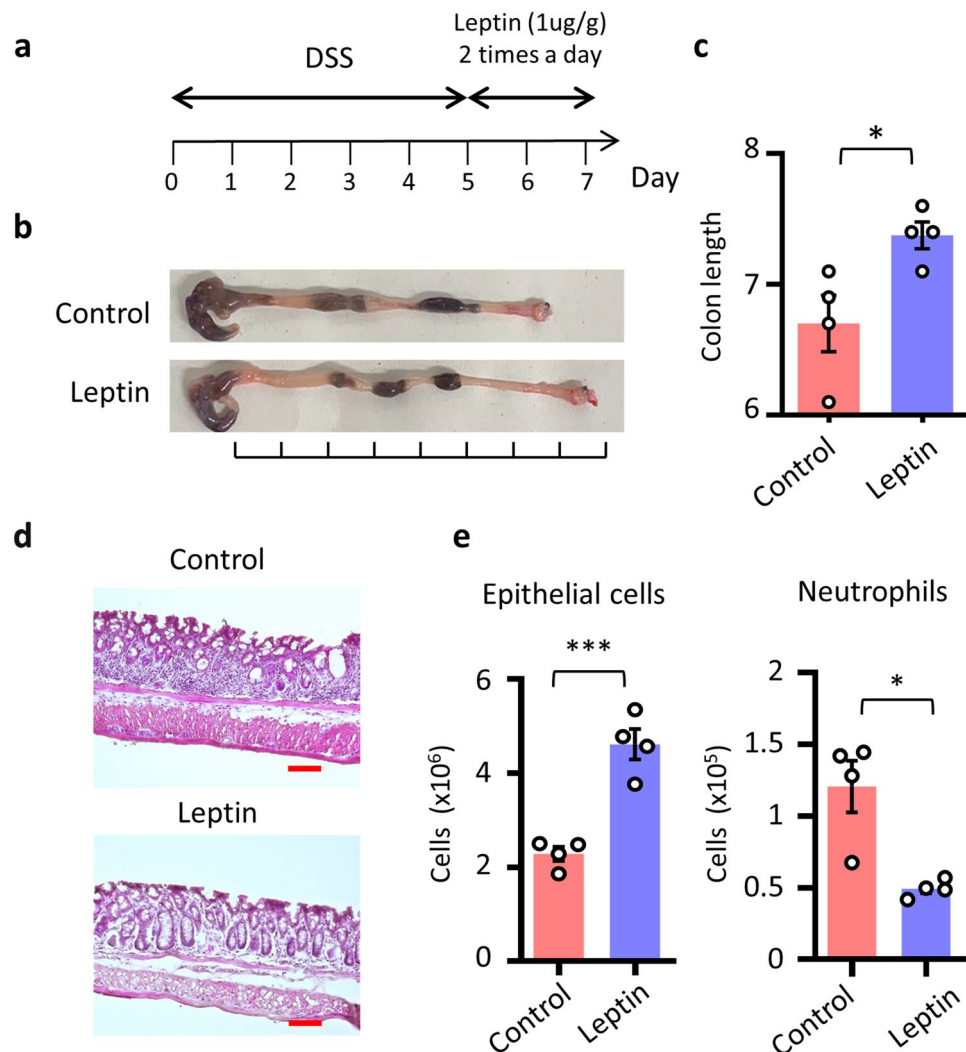 a
DSS
Leptin (1ug/g)
2 times a day
0 1 2 3 4 5 6 7 Day
b
Control
Leptin
c
*
Colon length
8
7
6
Control
Leptin
d
Control
Leptin
e
Epithelial cells
***
Cells (x10⁶)
6
4
2
0
Control
Leptin
Neutrophils
*
Cells (x10⁵)
2
1.5
1
0.5
0
Control
Leptin